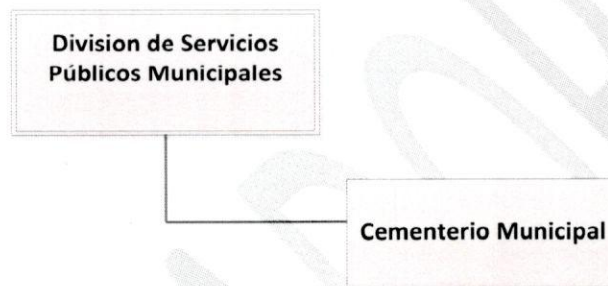 Division de Servicios
Públicos Municipales
Cementerio Municipal